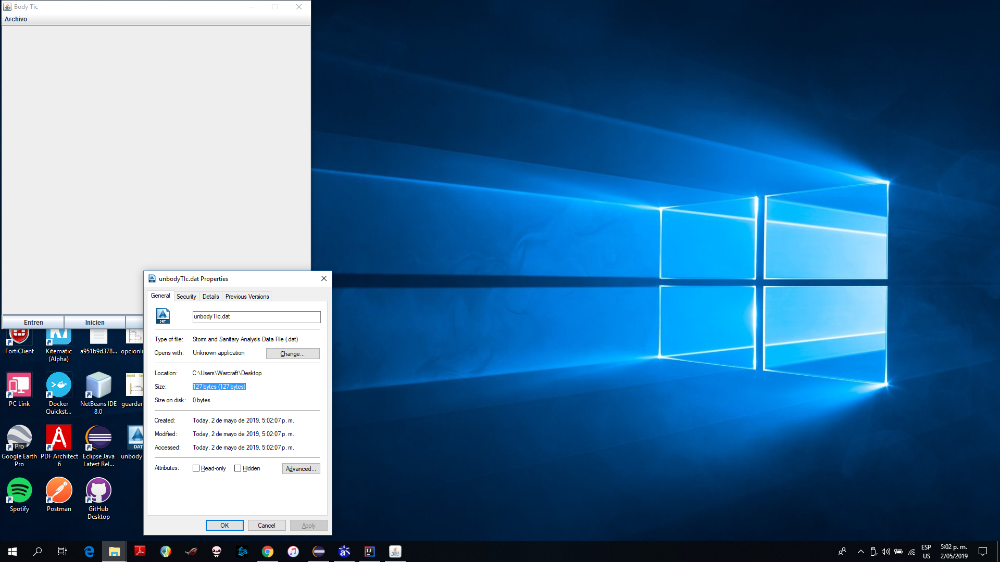 Body Tic
Archivo
Entren
Inicien
unbodyTIc.dat Properties
General
Security
Details
Previous Versions
DAT
unbodyTIc.dat
Type of file:
Storm and Sanitary Analysis Data File (.dat)
Opens with:
Unknown application
Change...
Location:
C:\Users\Warcraft\Desktop
Size:
127 bytes (127 bytes)
Size on disk:
0 bytes
Created:
Today, 2 de mayo de 2019, 5:02:07 p. m.
Modified:
Today, 2 de mayo de 2019, 5:02:07 p. m.
Accessed:
Today, 2 de mayo de 2019, 5:02:07 p. m.
Attributes:
Read-only
Hidden
Advanced...
OK
Cancel
Apply
FortiClient
Kitematic
(Alpha)
a951b9d378...
opcionIn
PC Link
Docker
Quickst...
NetBeans IDE
8.0
guardar
Pro
Google Earth
Pro
PDF Architect
6
Eclipse Java
Latest Rel...
DAT
unbodyT
Spotify
Postman
GitHub
Desktop
IJ
ESP
US
5:02 p. m.
2/05/2019